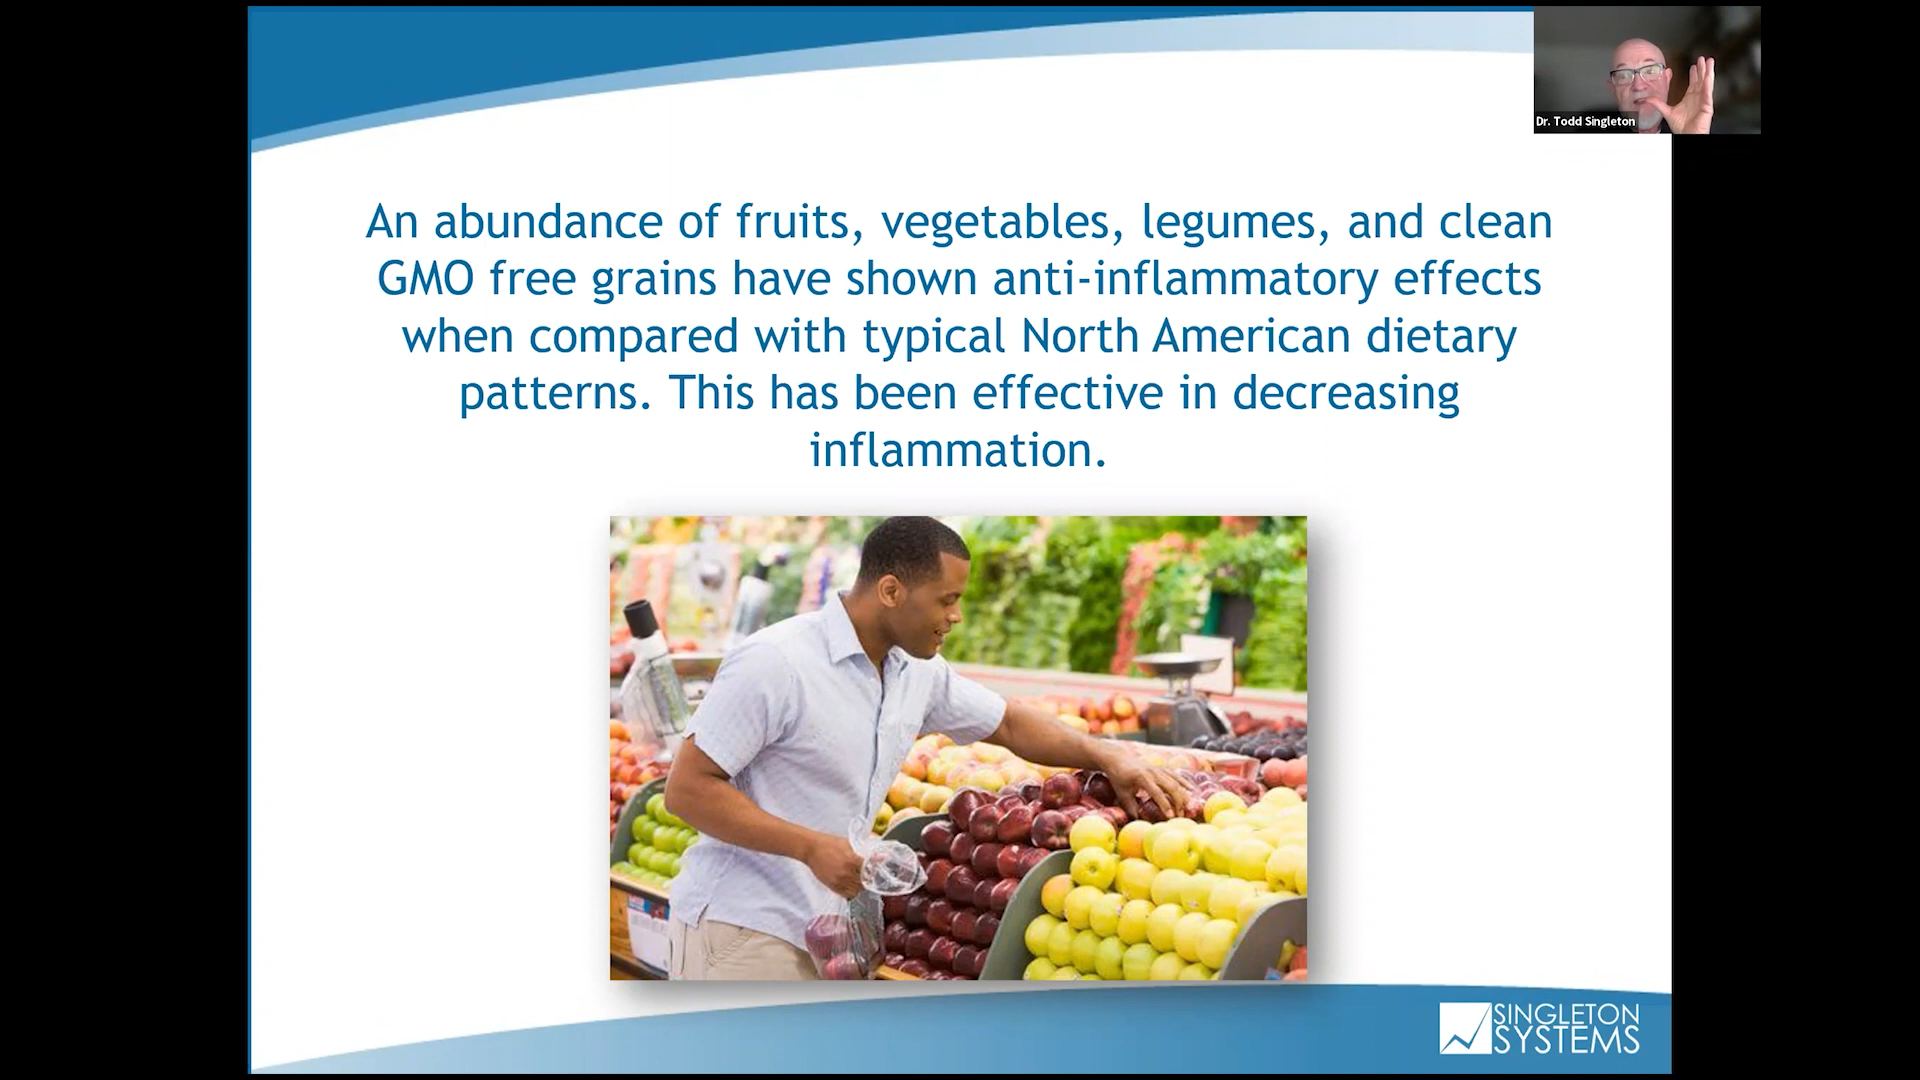 Dr. Todd Singleton
An abundance of fruits, vegetables, legumes, and clean
GMO free grains have shown anti-inflammatory effects
when compared with typical North American dietary
patterns. This has been effective in decreasing
inflammation.
SINGLETON
SYSTEMS